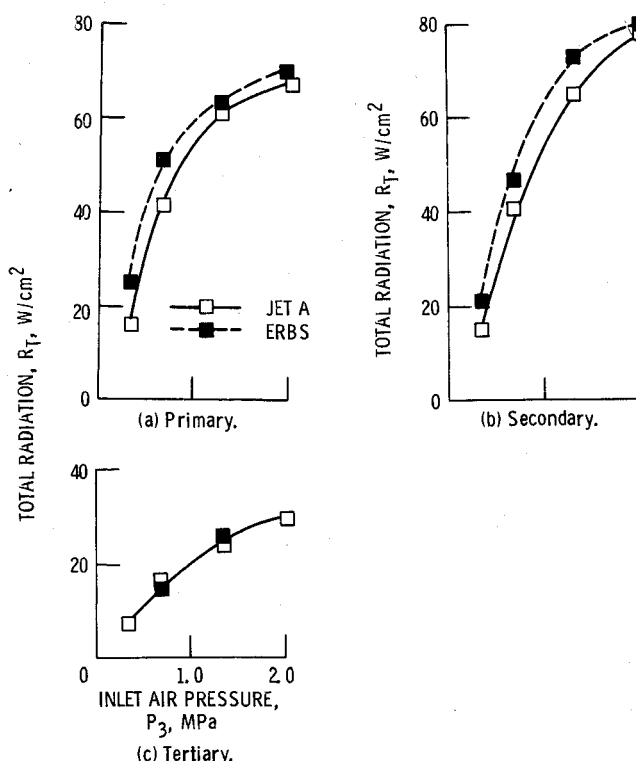 80
60
40
20
0
TOTAL RADIATION, R_T, W/cm²
JET A
ERBS
(a) Primary.
80
60
40
20
0
TOTAL RADIATION, R_T, W/cm²
(b) Secondary.
40
20
0
1.0
2.0
INLET AIR PRESSURE,
P₃, MPa
(c) Tertiary.